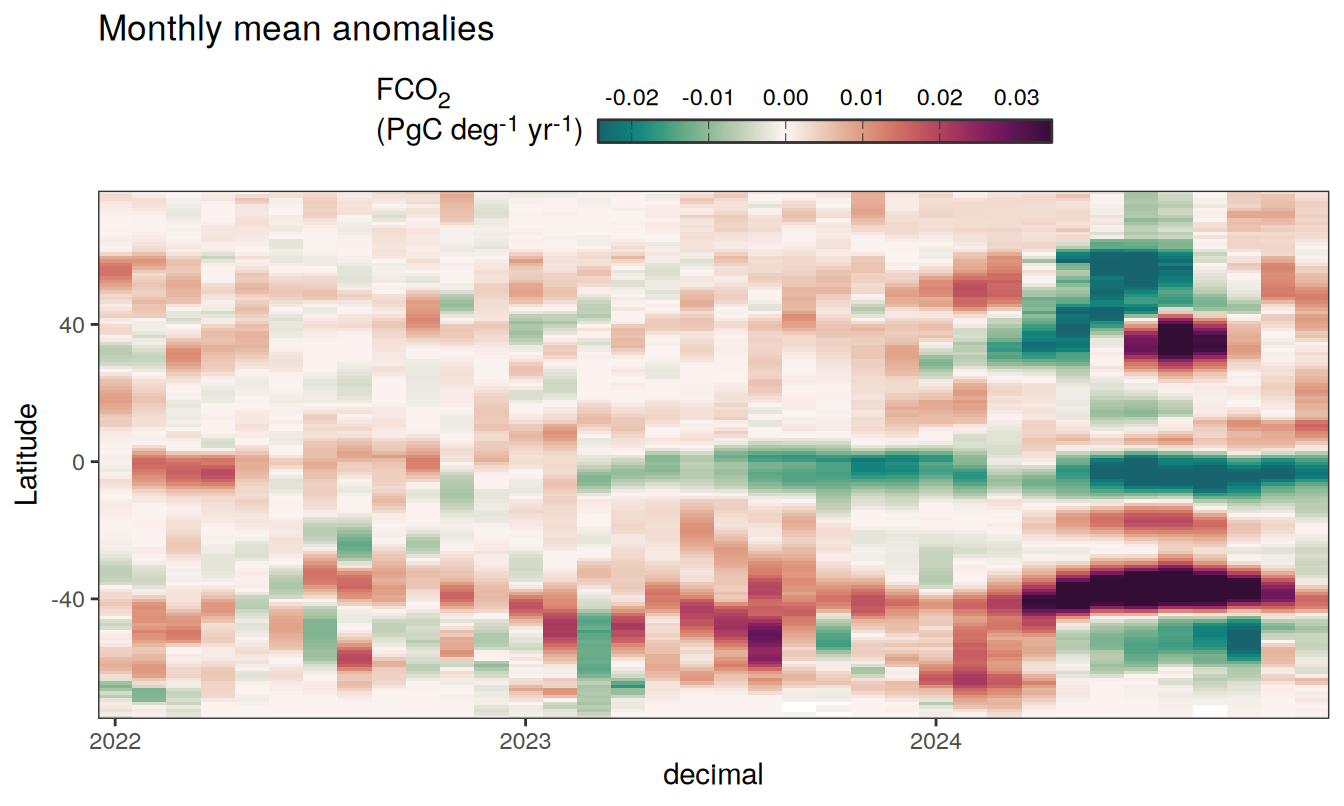 Monthly mean anomalies
FCO₂
(PgC deg⁻¹ yr⁻¹)
-0.02 -0.01 0.00 0.01 0.02 0.03
Latitude
40
0
-40
2022 2023 2024
decimal